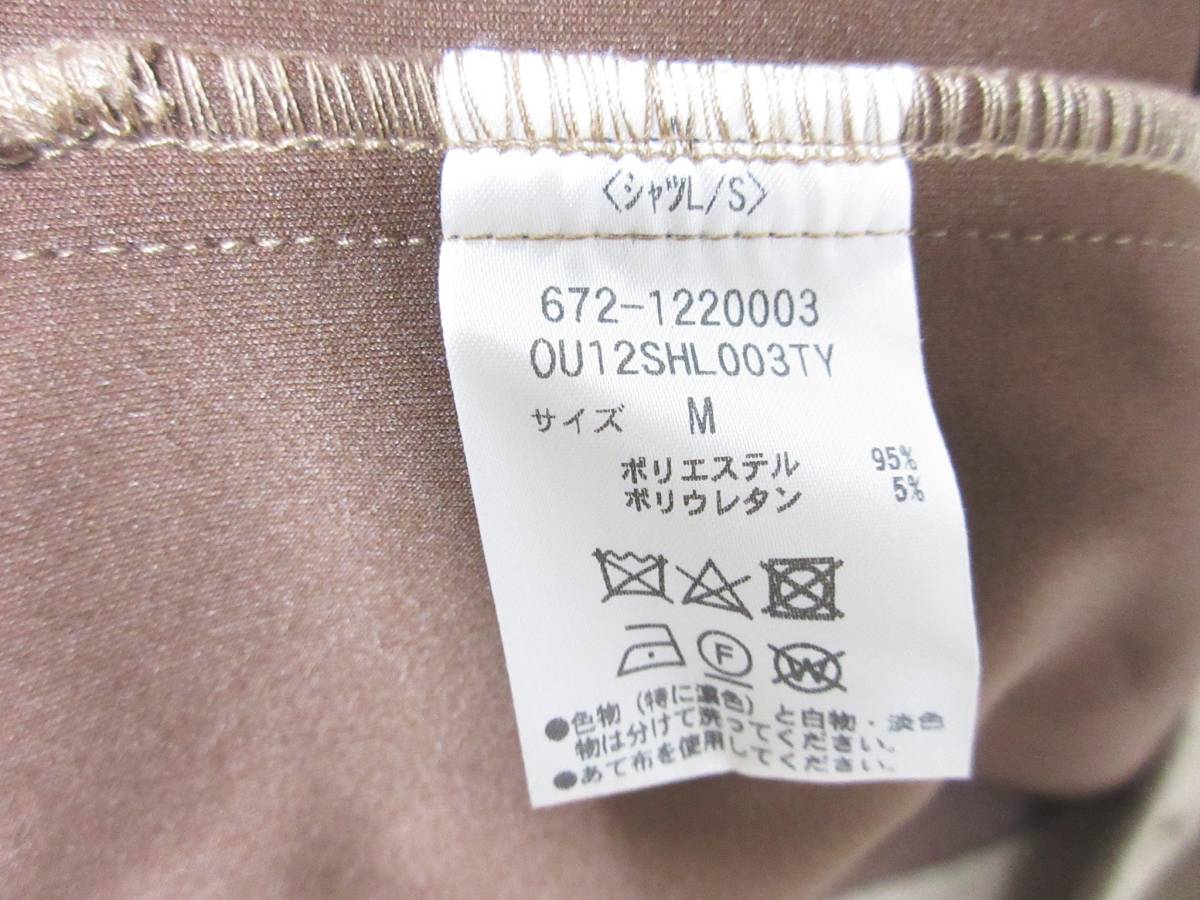 〈シャツL/S〉
672-1220003
OU12SHL003TY
サイズ M
ポリエステル 95%
ポリウレタン 5%
F W
●色物(特に濃色)と白物・淡色
物は分けて洗ってください。
●あて布を使用してください。